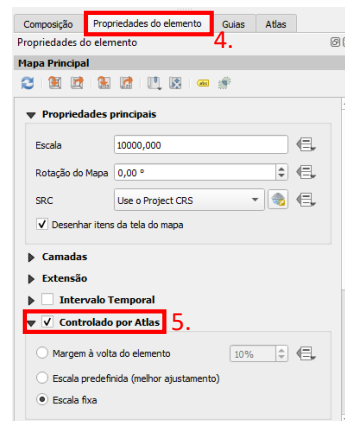 Composição Propriedades do elemento Guias Atlas
Propriedades do elemento 4.
Mapa Principal
abc
▼ Propriedades principais
Escala 10000,000
Rotação do Mapa 0,00 °
SRC Use o Project CRS
✓ Desenhar itens da tela do mapa
▶ Camadas
▶ Extensão
▶ Intervalo Temporal
▼ ✓ Controlado por Atlas 5.
Margem à volta do elemento 10%
Escala predefinida (melhor ajustamento)
Escala fixa